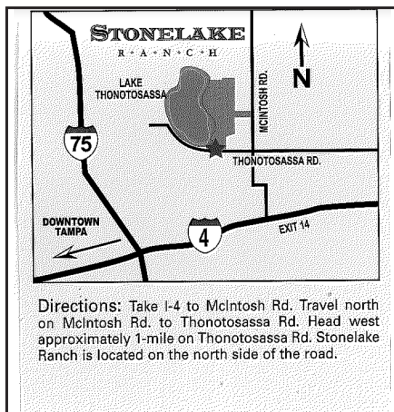 STONELAKE
R•A•N•C•H
N
LAKE
THONOTOSASSA
MCINTOSH RD.
75
THONOTOSASSA RD.
DOWNTOWN
TAMPA
4
EXIT 14
Directions: Take I-4 to McIntosh Rd. Travel north
on McIntosh Rd. to Thonotosassa Rd. Head west
approximately 1-mile on Thonotosassa Rd. Stonelake
Ranch is located on the north side of the road.